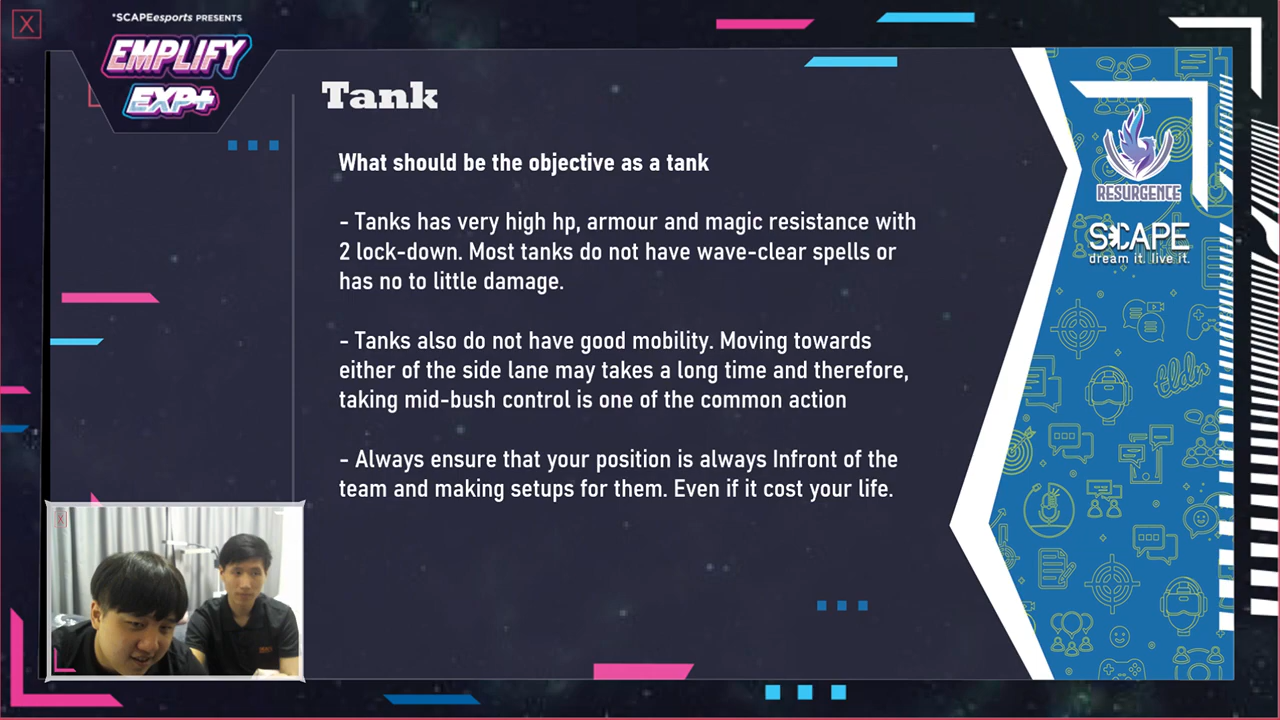 *SCAPEesports PRESENTS
EMPLIFY
EXP+
Tank
What should be the objective as a tank
- Tanks has very high hp, armour and magic resistance with
2 lock-down. Most tanks do not have wave-clear spells or
has no to little damage.
- Tanks also do not have good mobility. Moving towards
either of the side lane may takes a long time and therefore,
taking mid-bush control is one of the common action
- Always ensure that your position is always Infront of the
team and making setups for them. Even if it cost your life.
RESURGENCE
S*CAPE
dream it. live it.